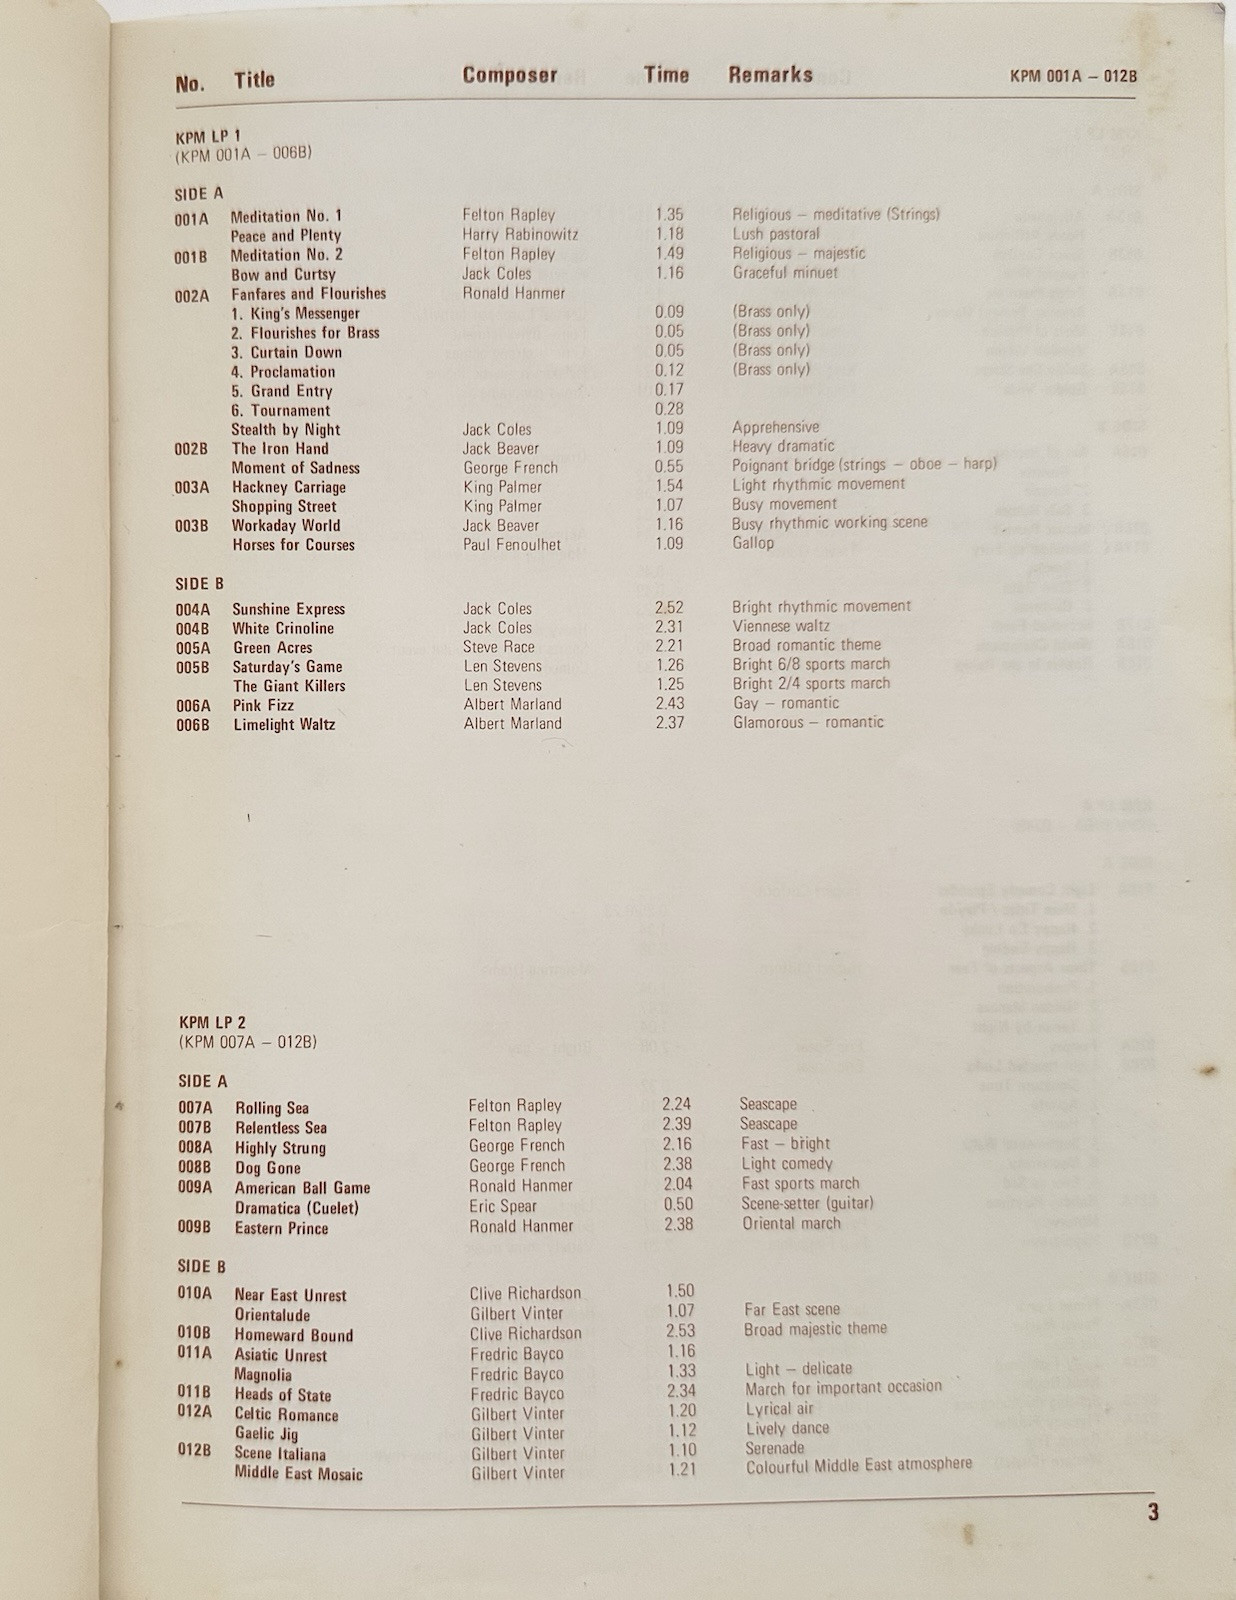 No. Title Composer Time Remarks KPM 001A – 012B
KPM LP 1
(KPM 001A – 006B)
SIDE A
001A Meditation No. 1 Felton Rapley 1.35 Religious – meditative (Strings)
Peace and Plenty Harry Rabinowitz 1.18 Lush pastoral
001B Meditation No. 2 Felton Rapley 1.49 Religious – majestic
Bow and Curtsy Jack Coles 1.16 Graceful minuet
002A Fanfares and Flourishes Ronald Hanmer
1. King's Messenger 0.09 (Brass only)
2. Flourishes for Brass 0.05 (Brass only)
3. Curtain Down 0.05 (Brass only)
4. Proclamation 0.12 (Brass only)
5. Grand Entry 0.17
6. Tournament 0.28
Stealth by Night Jack Coles 1.09 Apprehensive
002B The Iron Hand Jack Beaver 1.09 Heavy dramatic
Moment of Sadness George French 0.55 Poignant bridge (strings – oboe – harp)
003A Hackney Carriage King Palmer 1.54 Light rhythmic movement
Shopping Street King Palmer 1.07 Busy movement
003B Workaday World Jack Beaver 1.16 Busy rhythmic working scene
Horses for Courses Paul Fenoulhet 1.09 Gallop
SIDE B
004A Sunshine Express Jack Coles 2.52 Bright rhythmic movement
004B White Crinoline Jack Coles 2.31 Viennese waltz
005A Green Acres Steve Race 2.21 Broad romantic theme
005B Saturday's Game Len Stevens 1.26 Bright 6/8 sports march
The Giant Killers Len Stevens 1.25 Bright 2/4 sports march
006A Pink Fizz Albert Marland 2.43 Gay – romantic
006B Limelight Waltz Albert Marland 2.37 Glamorous – romantic
KPM LP 2
(KPM 007A – 012B)
SIDE A
007A Rolling Sea Felton Rapley 2.24 Seascape
007B Relentless Sea Felton Rapley 2.39 Seascape
008A Highly Strung George French 2.16 Fast – bright
008B Dog Gone George French 2.38 Light comedy
009A American Ball Game Ronald Hanmer 2.04 Fast sports march
Dramatica (Cuelet) Eric Spear 0.50 Scene-setter (guitar)
009B Eastern Prince Ronald Hanmer 2.38 Oriental march
SIDE B
010A Near East Unrest Clive Richardson 1.50
Orientalude Gilbert Vinter 1.07 Far East scene
010B Homeward Bound Clive Richardson 2.53 Broad majestic theme
011A Asiatic Unrest Fredric Bayco 1.16
Magnolia Fredric Bayco 1.33 Light – delicate
011B Heads of State Fredric Bayco 2.34 March for important occasion
012A Celtic Romance Gilbert Vinter 1.20 Lyrical air
Gaelic Jig Gilbert Vinter 1.12 Lively dance
012B Scene Italiana Gilbert Vinter 1.10 Serenade
Middle East Mosaic Gilbert Vinter 1.21 Colourful Middle East atmosphere
3